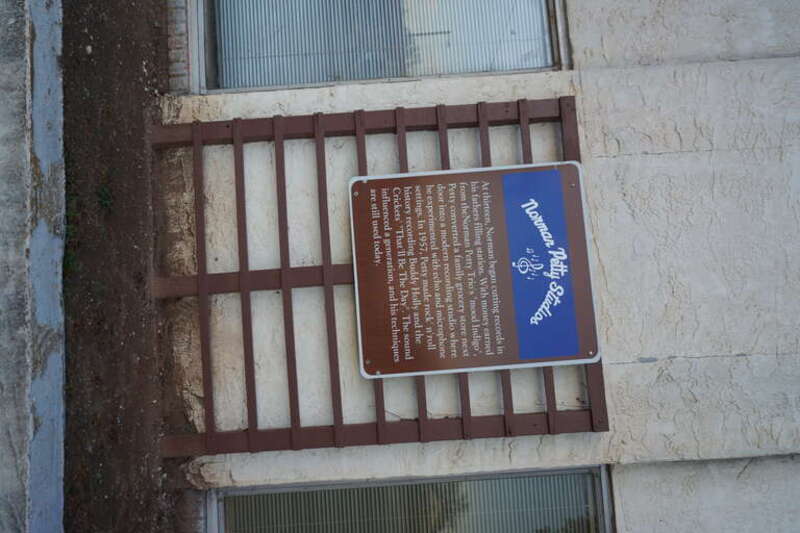 Norman Petty Studios
At thirteen, Norman began cutting records in
his fathers filling station. With money earned
from the Norman Petty Trio's "mood Indigo",
Petty converted a family grocery store next
door into a modern recording studio where
he experimented with echo and microphone
settings. In 1957, Petty made rock 'n' roll
history recording Buddy Holly and the
Crickets' "That'll Be The Day". The sound
influenced a generation, and his techniques
are still used today.